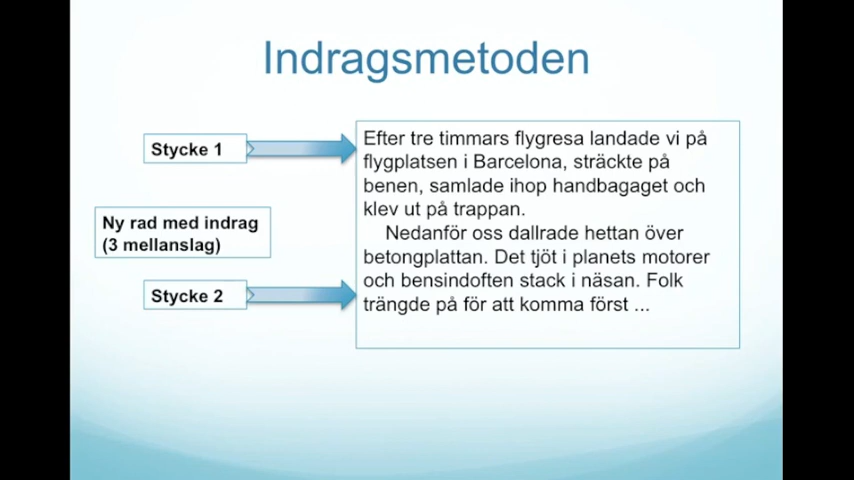 Indragsmetoden
Stycke 1
Efter tre timmars flygresa landade vi på
flygplatsen i Barcelona, sträckte på
benen, samlade ihop handbagaget och
klev ut på trappan.
Ny rad med indrag
(3 mellanslag)
Nedanför oss dallrade hettan över
betongplattan. Det tjöt i planets motorer
och bensindoften stack i näsan. Folk
trängde på för att komma först ...
Stycke 2